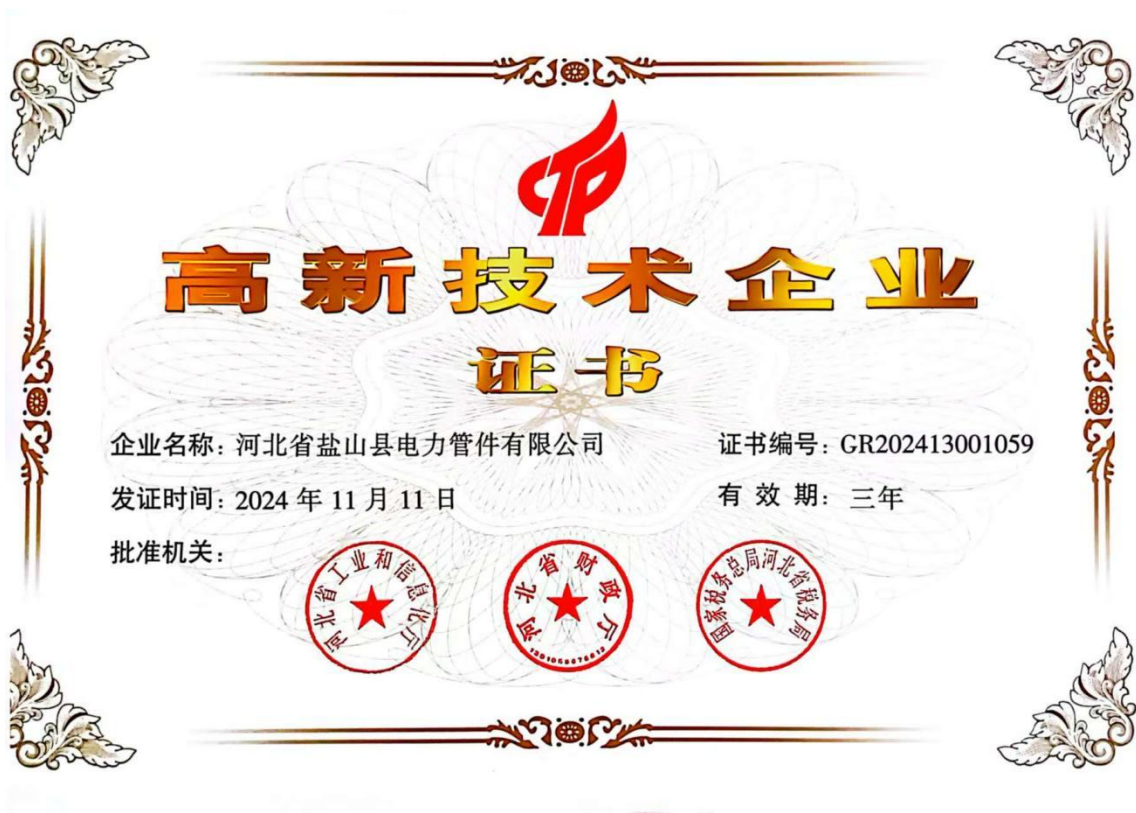 高新技术企业
证书
企业名称：河北省盐山县电力管件有限公司
证书编号：GR202413001059
发证时间：2024 年 11 月 11 日
有 效 期：三年
批准机关：
河北省工业和信息化厅
河北省财政厅
国家税务总局河北省税务局